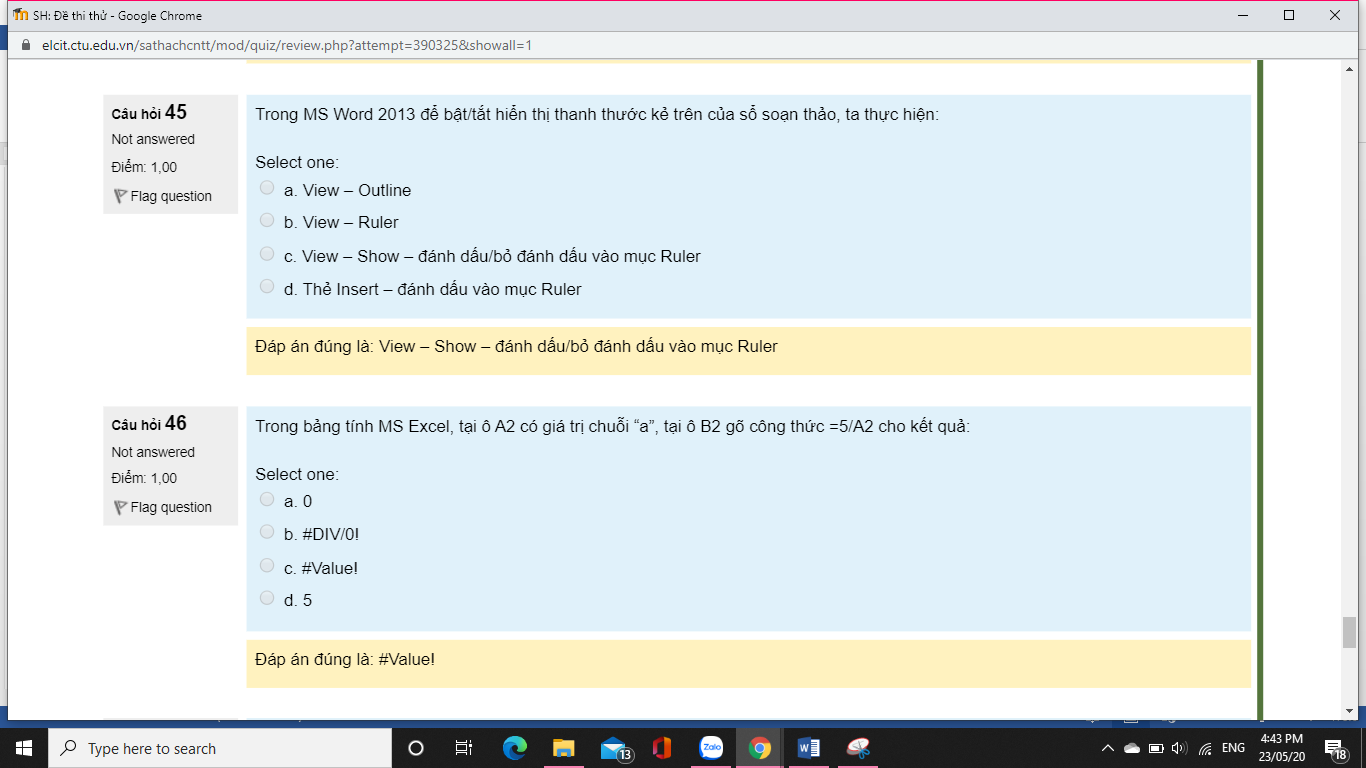 SH: Đề thi thử - Google Chrome
elcit.ctu.edu.vn/sathachcntt/mod/quiz/review.php?attempt=390325&showall=1
Câu hỏi 45
Not answered
Điểm: 1,00
Flag question
Trong MS Word 2013 để bật/tắt hiển thị thanh thước kẻ trên của sổ soạn thảo, ta thực hiện:
Select one:
a. View – Outline
b. View – Ruler
c. View – Show – đánh dấu/bỏ đánh dấu vào mục Ruler
d. Thẻ Insert – đánh dấu vào mục Ruler
Đáp án đúng là: View – Show – đánh dấu/bỏ đánh dấu vào mục Ruler
Câu hỏi 46
Not answered
Điểm: 1,00
Flag question
Trong bảng tính MS Excel, tại ô A2 có giá trị chuỗi “a”, tại ô B2 gõ công thức =5/A2 cho kết quả:
Select one:
a. 0
b. #DIV/0!
c. #Value!
d. 5
Đáp án đúng là: #Value!
Type here to search
13
Zalo
ENG
4:43 PM
23/05/20
18